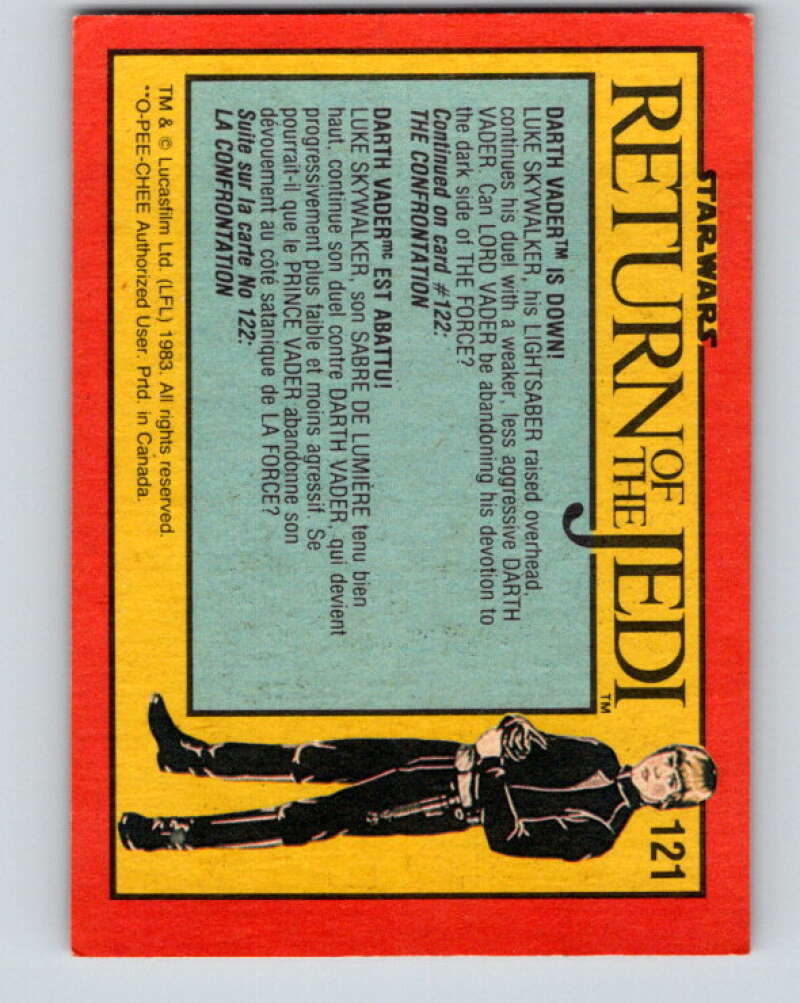 STAR WARS
RETURN OF THE JEDI™
121
DARTH VADER™ IS DOWN!
LUKE SKYWALKER, his LIGHTSABER raised overhead,
continues his duel with a weaker, less aggressive DARTH
VADER. Can LORD VADER be abandoning his devotion to
the dark side of THE FORCE?
Continued on card #122:
THE CONFRONTATION
DARTH VADERmc EST ABATTU!
LUKE SKYWALKER, son SABRE DE LUMIÈRE tenu bien
haut, continue son duel contre DARTH VADER, qui devient
progressivement plus faible et moins agressif. Se
pourrait-il que le PRINCE VADER abandonne son
dévouement au côté satanique de LA FORCE?
Suite sur la carte No 122:
LA CONFRONTATION
TM & © Lucasfilm Ltd. (LFL) 1983. All rights reserved.
**O-PEE-CHEE Authorized User. Prtd. in Canada.